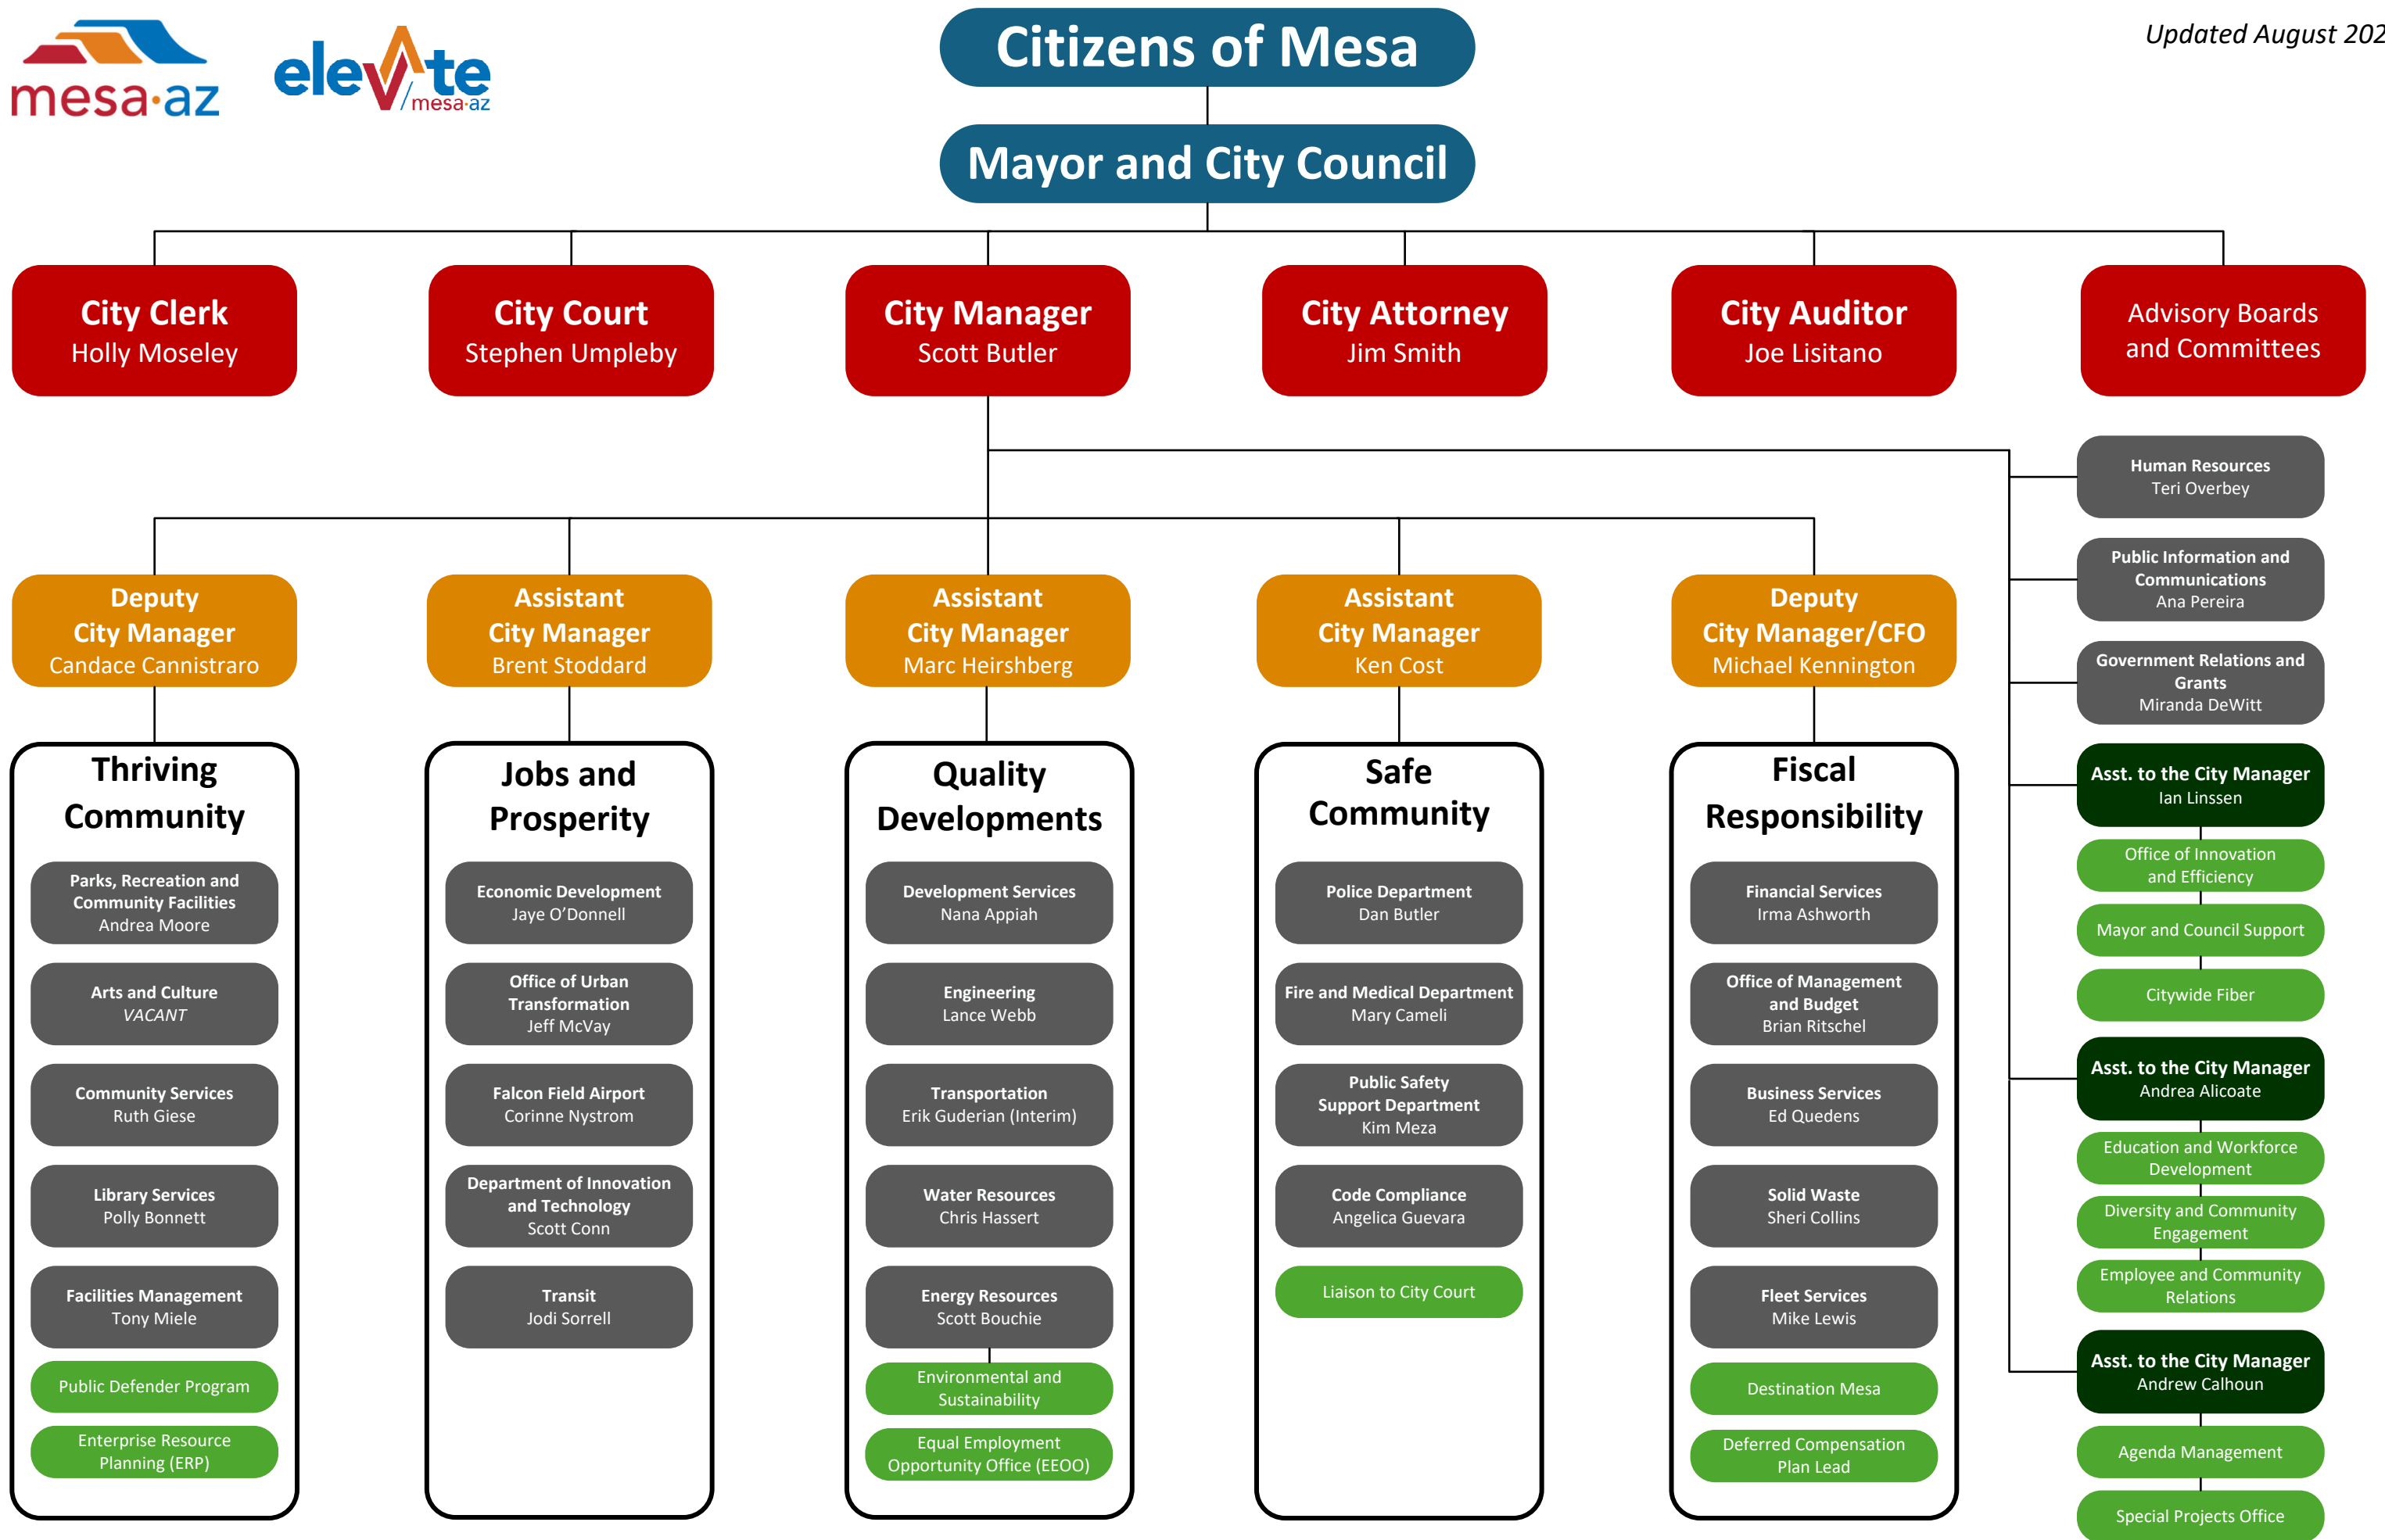 mesa·az
elevate
mesa·az
Updated August 202
Citizens of Mesa
Mayor and City Council
City Clerk
Holly Moseley
City Court
Stephen Umpleby
City Manager
Scott Butler
City Attorney
Jim Smith
City Auditor
Joe Lisitano
Advisory Boards
and Committees
Human Resources
Teri Overbey
Public Information and
Communications
Ana Pereira
Government Relations and
Grants
Miranda DeWitt
Deputy
City Manager
Candace Cannistraro
Assistant
City Manager
Brent Stoddard
Assistant
City Manager
Marc Heirshberg
Assistant
City Manager
Ken Cost
Deputy
City Manager/CFO
Michael Kennington
Thriving
Community
Parks, Recreation and
Community Facilities
Andrea Moore
Arts and Culture
VACANT
Community Services
Ruth Giese
Library Services
Polly Bonnett
Facilities Management
Tony Miele
Public Defender Program
Enterprise Resource
Planning (ERP)
Jobs and
Prosperity
Economic Development
Jaye O’Donnell
Office of Urban
Transformation
Jeff McVay
Falcon Field Airport
Corinne Nystrom
Department of Innovation
and Technology
Scott Conn
Transit
Jodi Sorrell
Quality
Developments
Development Services
Nana Appiah
Engineering
Lance Webb
Transportation
Erik Guderian (Interim)
Water Resources
Chris Hassert
Energy Resources
Scott Bouchie
Environmental and
Sustainability
Equal Employment
Opportunity Office (EEOO)
Safe
Community
Police Department
Dan Butler
Fire and Medical Department
Mary Cameli
Public Safety
Support Department
Kim Meza
Code Compliance
Angelica Guevara
Liaison to City Court
Fiscal
Responsibility
Financial Services
Irma Ashworth
Office of Management
and Budget
Brian Ritschel
Business Services
Ed Quedens
Solid Waste
Sheri Collins
Fleet Services
Mike Lewis
Destination Mesa
Deferred Compensation
Plan Lead
Asst. to the City Manager
Ian Linssen
Office of Innovation
and Efficiency
Mayor and Council Support
Citywide Fiber
Asst. to the City Manager
Andrea Alicoate
Education and Workforce
Development
Diversity and Community
Engagement
Employee and Community
Relations
Asst. to the City Manager
Andrew Calhoun
Agenda Management
Special Projects Office